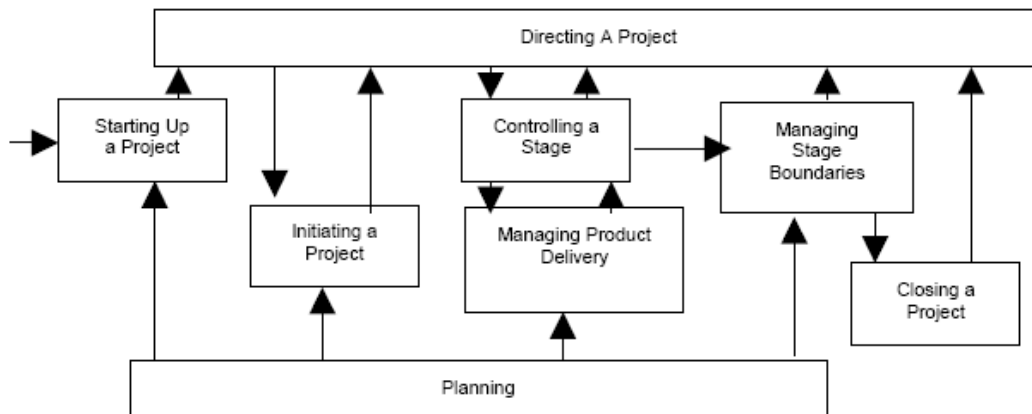 Directing A Project
Starting Up
a Project
Controlling a
Stage
Managing
Stage
Boundaries
Initiating a
Project
Managing Product
Delivery
Closing a
Project
Planning